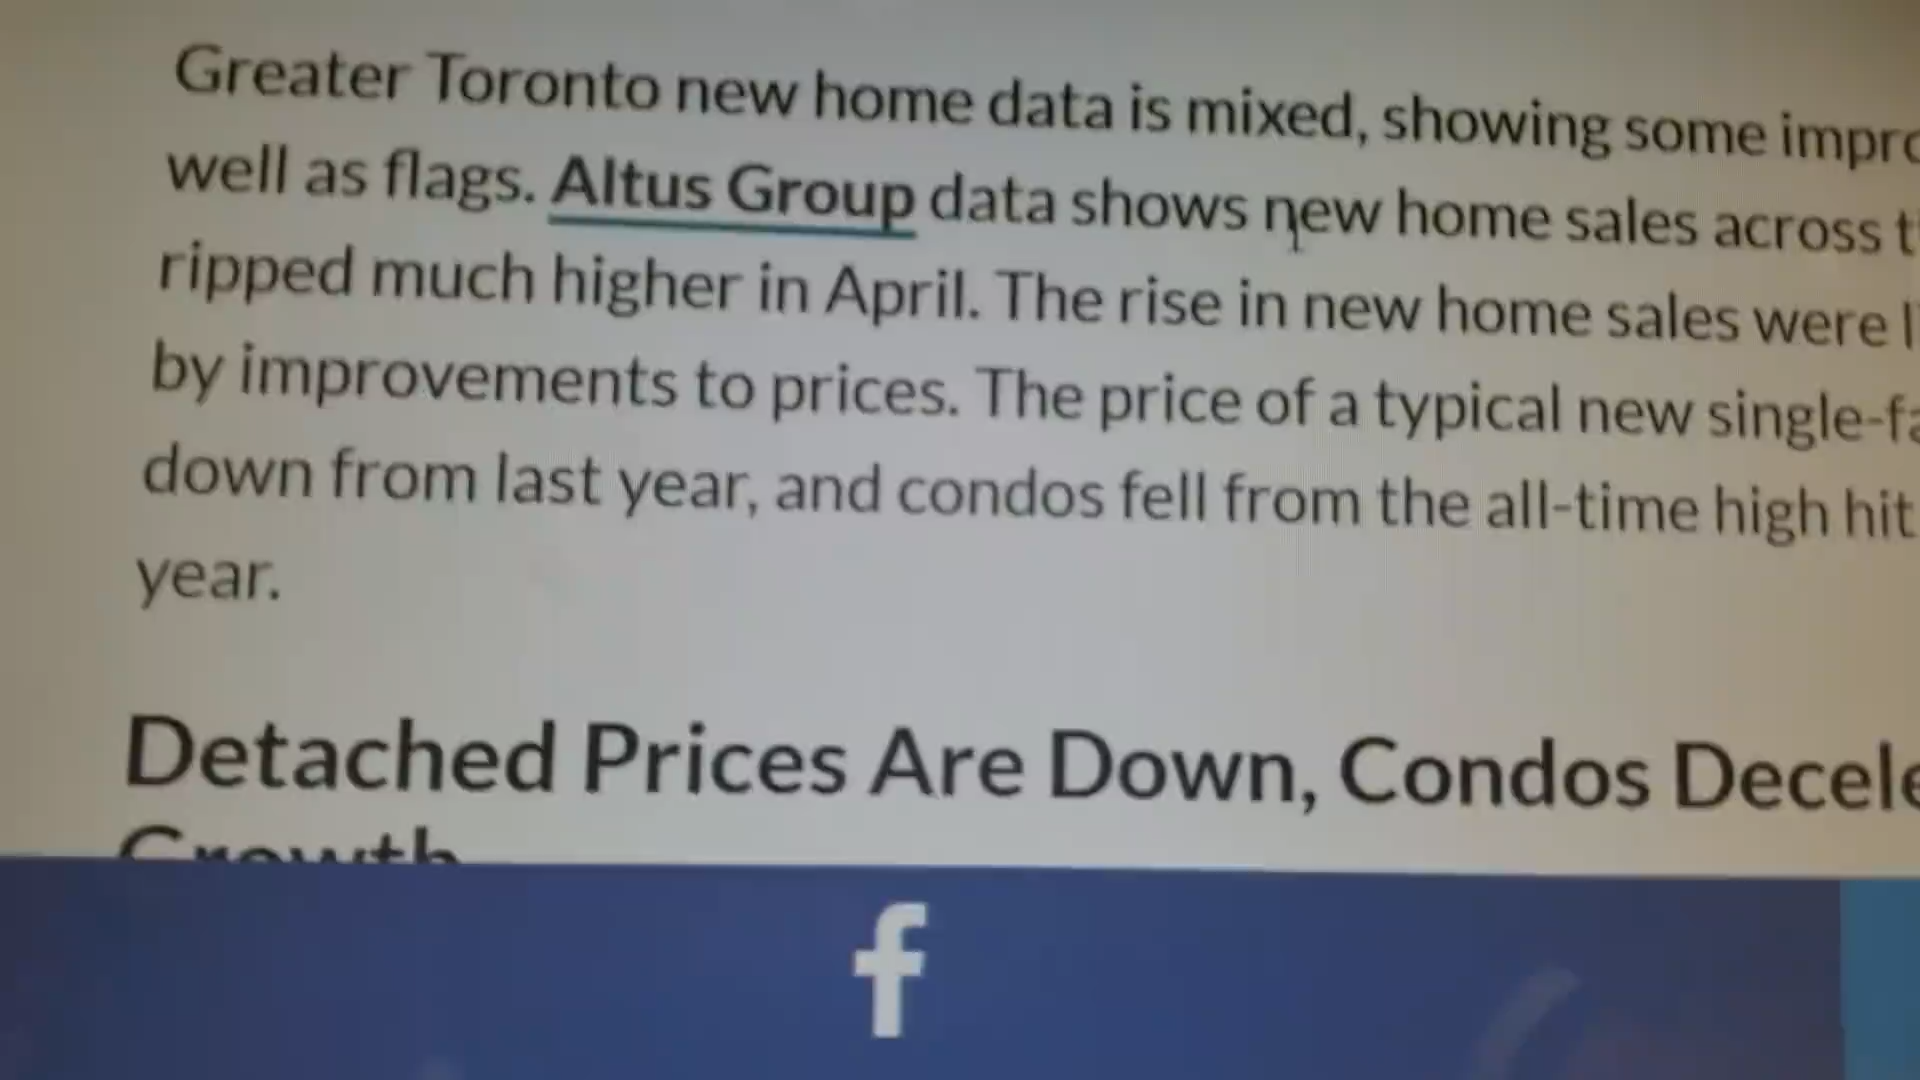 Greater Toronto new home data is mixed, showing some impro
well as flags. Altus Group data shows new home sales across t
ripped much higher in April. The rise in new home sales were l
by improvements to prices. The price of a typical new single-fa
down from last year, and condos fell from the all-time high hit
year.
Detached Prices Are Down, Condos Decele
Growth
f